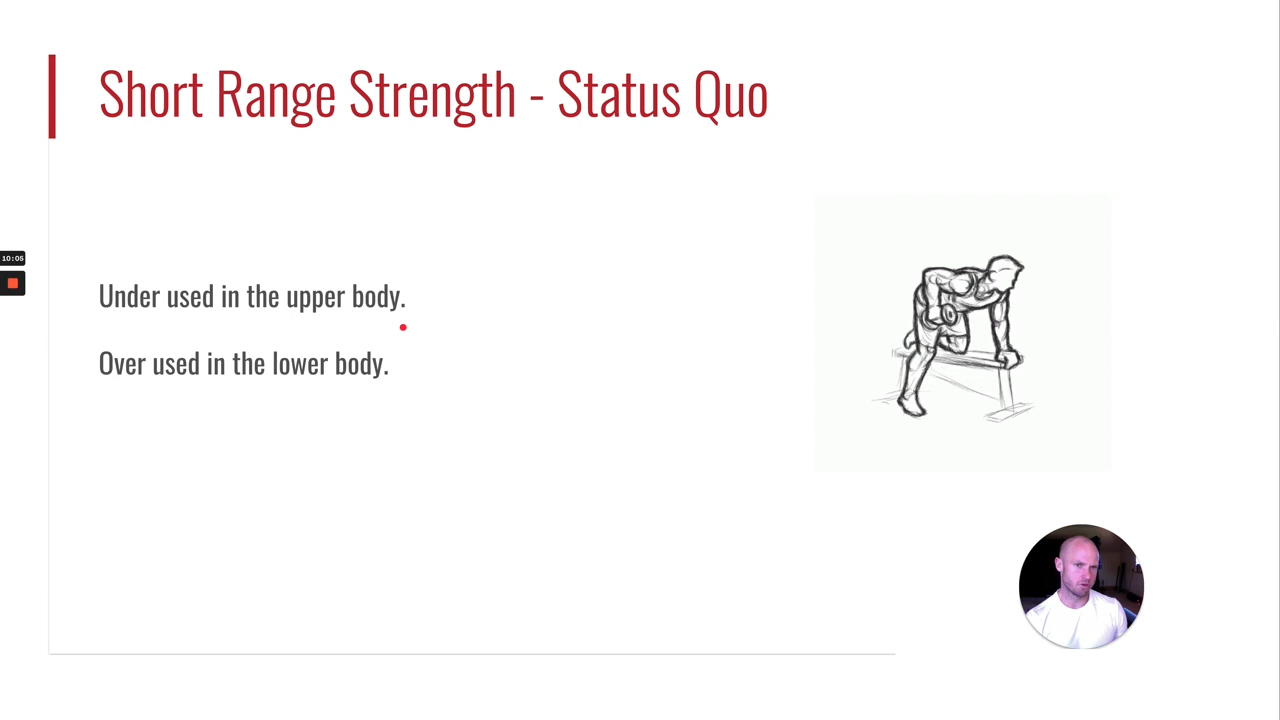 Short Range Strength - Status Quo
10:05
Under used in the upper body.
Over used in the lower body.